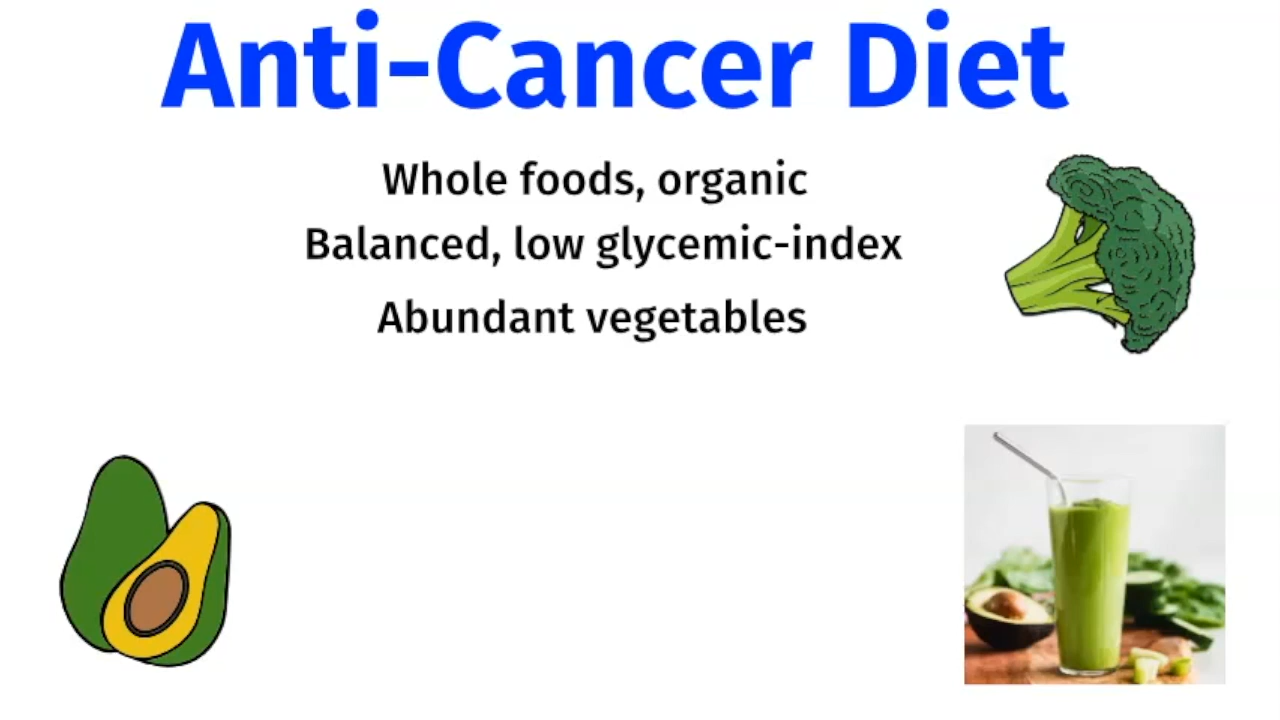 Anti-Cancer Diet
Whole foods, organic
Balanced, low glycemic-index
Abundant vegetables